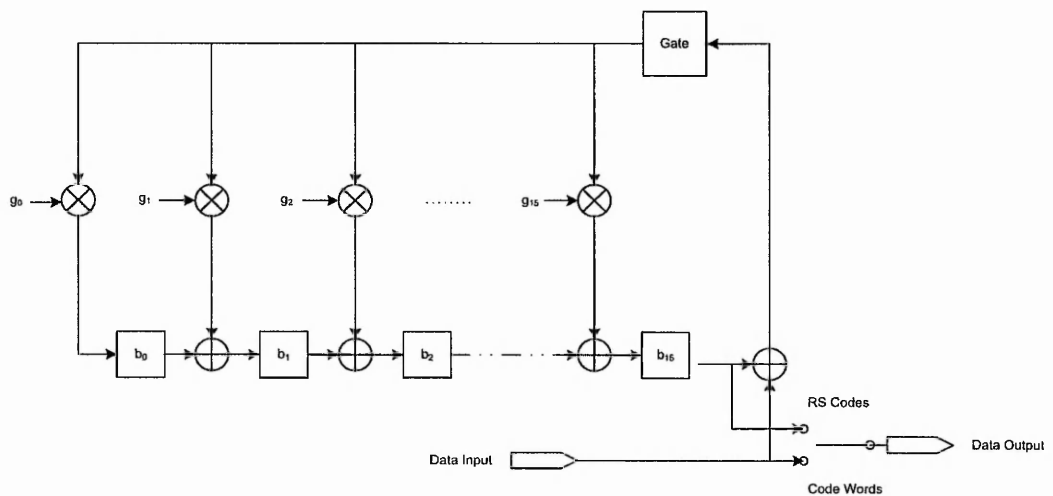 Gate
g₀
g₁
g₂
........
g₁₅
b₀
b₁
b₂
b₁₅
RS Codes
Data Input
Data Output
Code Words